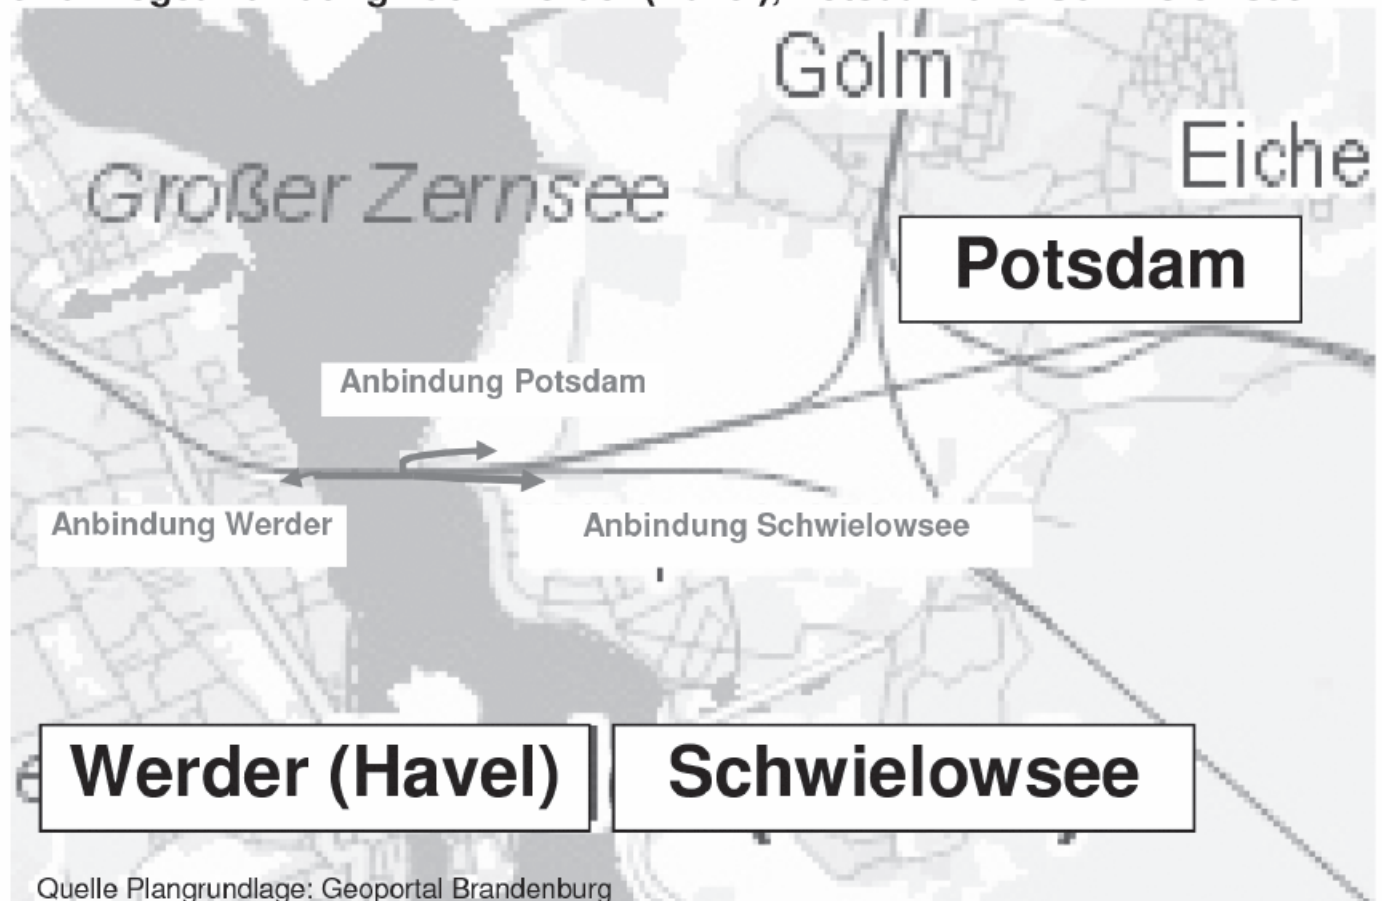 Golm
Eiche
Großer Zernsee
Potsdam
Anbindung Potsdam
Anbindung Werder
Anbindung Schwielowsee
Werder (Havel)
Schwielowsee
Quelle Plangrundlage: Geoportal Brandenburg